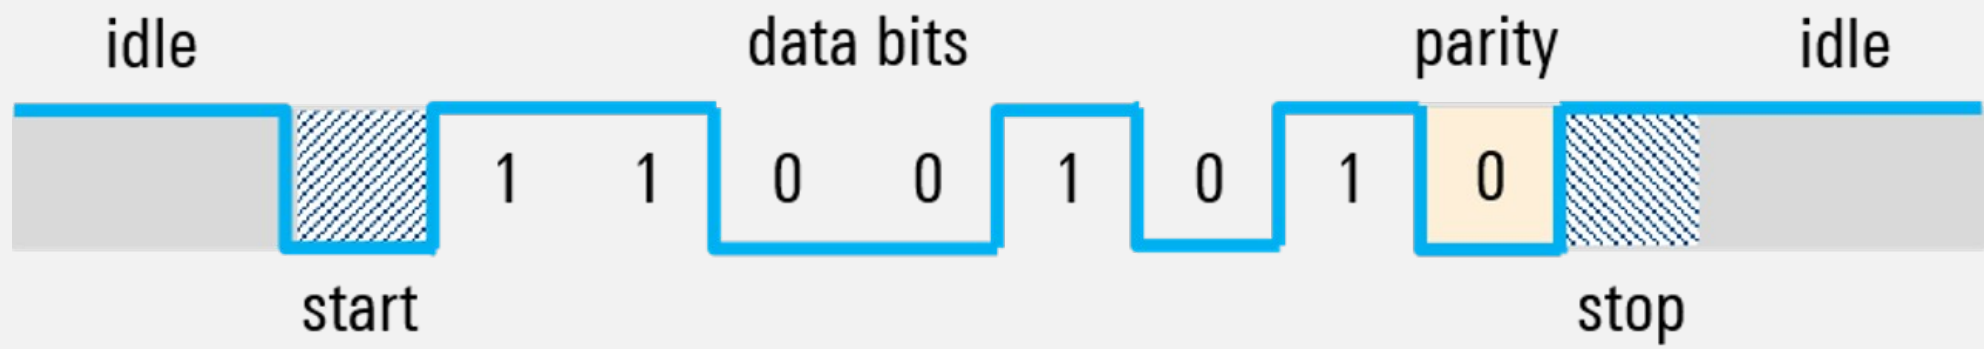 idle data bits parity idle
1 1 0 0 1 0 1 0
start stop